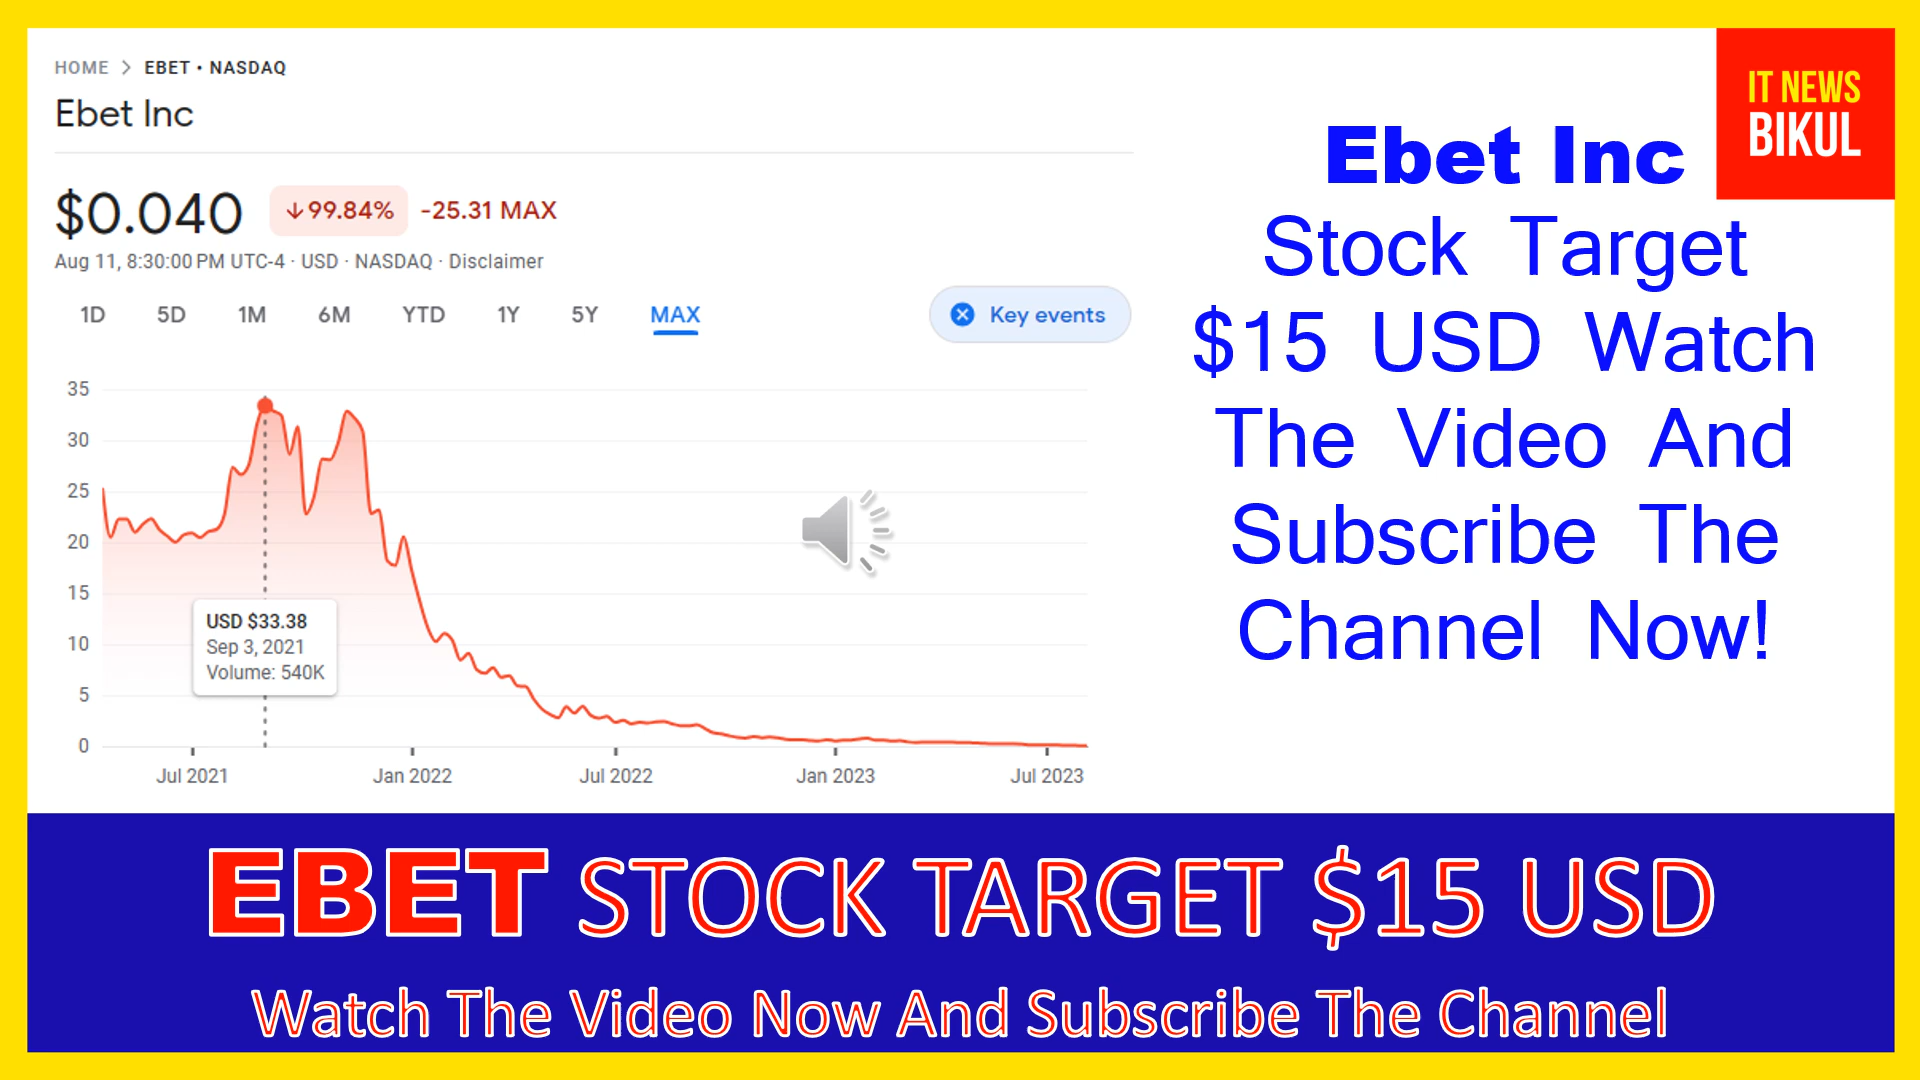 HOME > EBET • NASDAQ
Ebet Inc
$0.040 ↓99.84% -25.31 MAX
Aug 11, 8:30:00 PM UTC-4 · USD · NASDAQ · Disclaimer
1D 5D 1M 6M YTD 1Y 5Y MAX Key events
35
30
25
20
15
10
5
0
USD $33.38
Sep 3, 2021
Volume: 540K
Jul 2021 Jan 2022 Jul 2022 Jan 2023 Jul 2023
IT NEWS
BIKUL
Ebet Inc
Stock Target
$15 USD Watch
The Video And
Subscribe The
Channel Now!
EBET STOCK TARGET $15 USD
Watch The Video Now And Subscribe The Channel